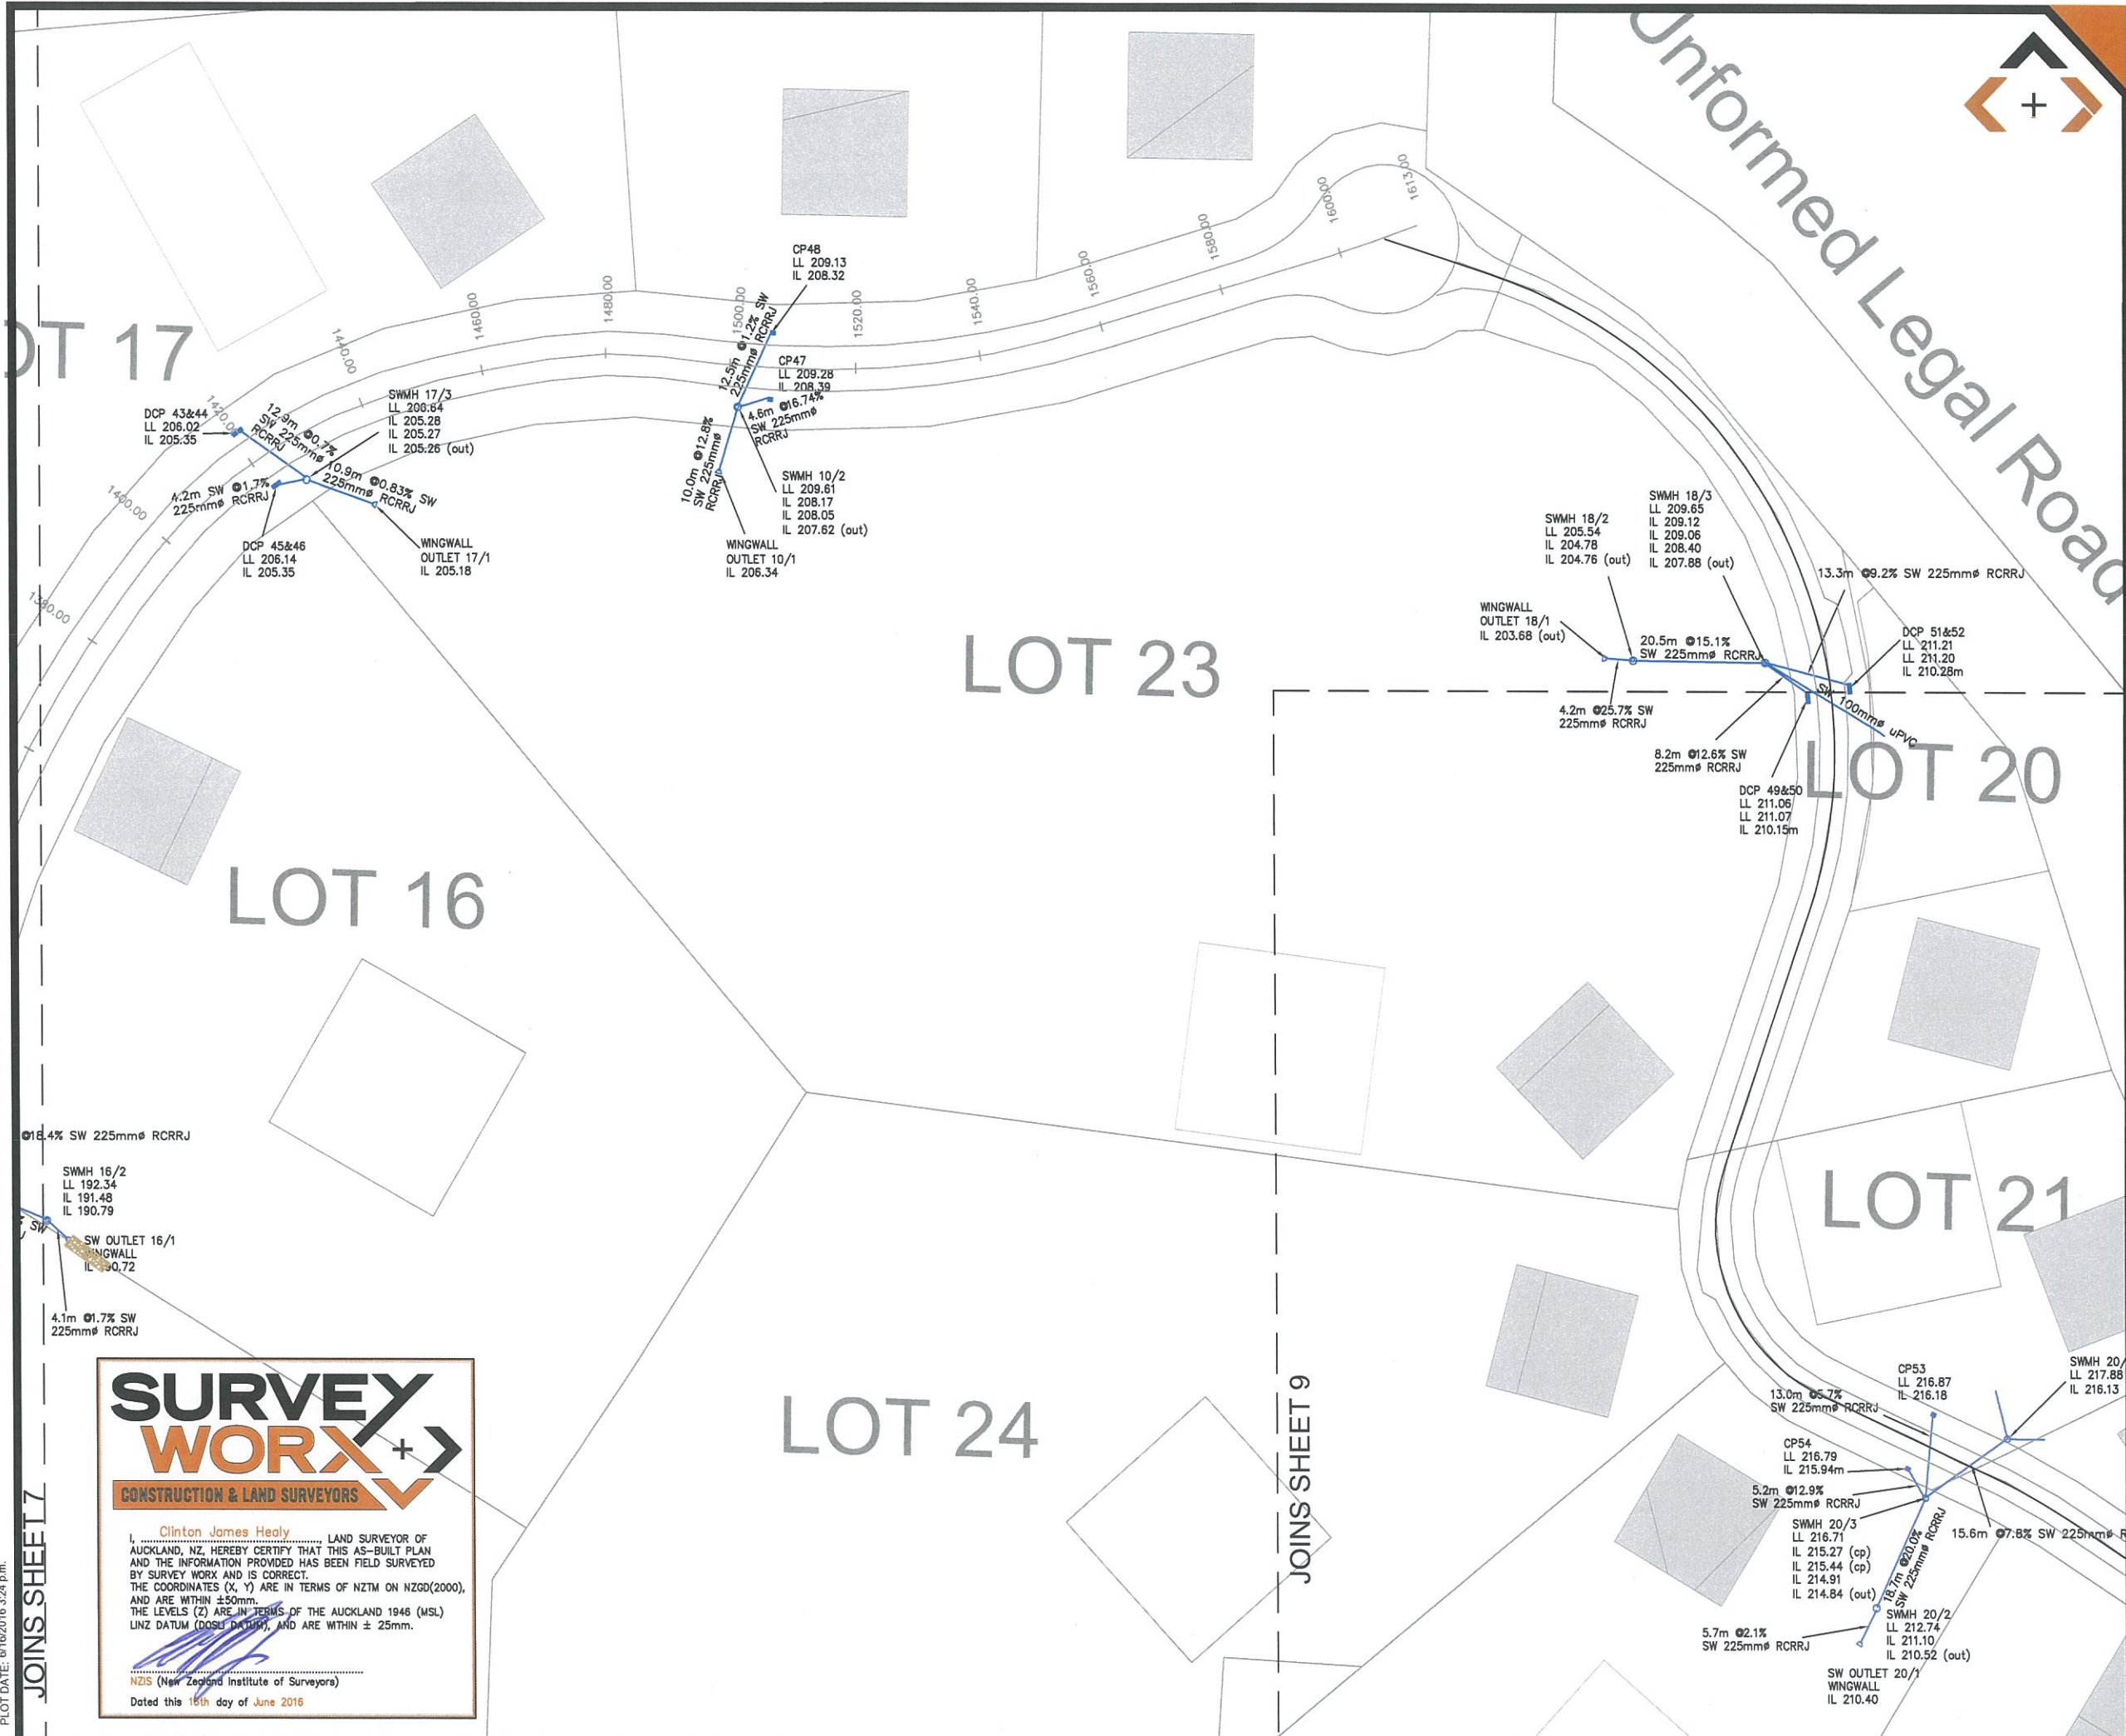 Unformed Legal Road
1613.00
1600.00
1580.00
1560.00
1540.00
1520.00
1500.00
1480.00
1460.00
1440.00
1420.00
1400.00
1380.00
CP48
LL 209.13
IL 208.32
12.5m @1.2% SW
225mmø RCRRJ
CP47
LL 209.28
IL 208.39
4.6m @16.74%
SW 225mmø
RCRRJ
10.0m @12.8%
SW 225mmø
RCRRJ
SWMH 10/2
LL 209.61
IL 208.17
IL 208.05
IL 207.62 (out)
WINGWALL
OUTLET 10/1
IL 206.34
OT 17
DCP 43&44
LL 206.02
IL 205.35
12.9m @0.7%
SW 225mmø
RCRRJ
SWMH 17/3
LL 206.64
IL 205.28
IL 205.27
IL 205.26 (out)
10.9m @0.83% SW
225mmø RCRRJ
4.2m SW @1.7%
225mmø RCRRJ
DCP 45&46
LL 206.14
IL 205.35
WINGWALL
OUTLET 17/1
IL 205.18
LOT 23
SWMH 18/3
LL 209.65
IL 209.12
IL 209.06
IL 208.40
IL 207.88 (out)
SWMH 18/2
LL 205.54
IL 204.78
IL 204.76 (out)
13.3m @9.2% SW 225mmø RCRRJ
WINGWALL
OUTLET 18/1
IL 203.68 (out)
20.5m @15.1%
SW 225mmø RCRRJ
DCP 51&52
LL 211.21
LL 211.20
IL 210.28m
4.2m @25.7% SW
225mmø RCRRJ
SW 100mmø uPVC
8.2m @12.6% SW
225mmø RCRRJ
DCP 49&50
LL 211.06
LL 211.07
IL 210.15m
LOT 20
LOT 16
@18.4% SW 225mmø RCRRJ
SWMH 16/2
LL 192.34
IL 191.48
IL 190.79
SW
SW OUTLET 16/1
WINGWALL
IL 190.72
4.1m @1.7% SW
225mmø RCRRJ
LOT 21
LOT 24
JOINS SHEET 9
JOINS SHEET 7
CP53
LL 216.87
IL 216.18
SWMH 20/
LL 217.88
IL 216.13
13.0m @5.7%
SW 225mmø RCRRJ
CP54
LL 216.79
IL 215.94m
5.2m @12.9%
SW 225mmø RCRRJ
SWMH 20/3
LL 216.71
IL 215.27 (cp)
IL 215.44 (cp)
IL 214.91
IL 214.84 (out)
15.6m @7.8% SW 225mmø R
18.7m @20.0%
SW 225mmø RCRRJ
SWMH 20/2
LL 212.74
IL 211.10
IL 210.52 (out)
5.7m @2.1%
SW 225mmø RCRRJ
SW OUTLET 20/1
WINGWALL
IL 210.40
SURVEY
WORX
CONSTRUCTION & LAND SURVEYORS
I, Clinton James Healy, LAND SURVEYOR OF
AUCKLAND, NZ, HEREBY CERTIFY THAT THIS AS-BUILT PLAN
AND THE INFORMATION PROVIDED HAS BEEN FIELD SURVEYED
BY SURVEY WORX AND IS CORRECT.
THE COORDINATES (X, Y) ARE IN TERMS OF NZTM ON NZGD(2000),
AND ARE WITHIN ±50mm.
THE LEVELS (Z) ARE IN TERMS OF THE AUCKLAND 1946 (MSL)
LINZ DATUM (DOSLI DATUM), AND ARE WITHIN ± 25mm.
NZIS (New Zealand Institute of Surveyors)
Dated this 16th day of June 2016
PLOT DATE: 6/16/2016 3:24 p.m.